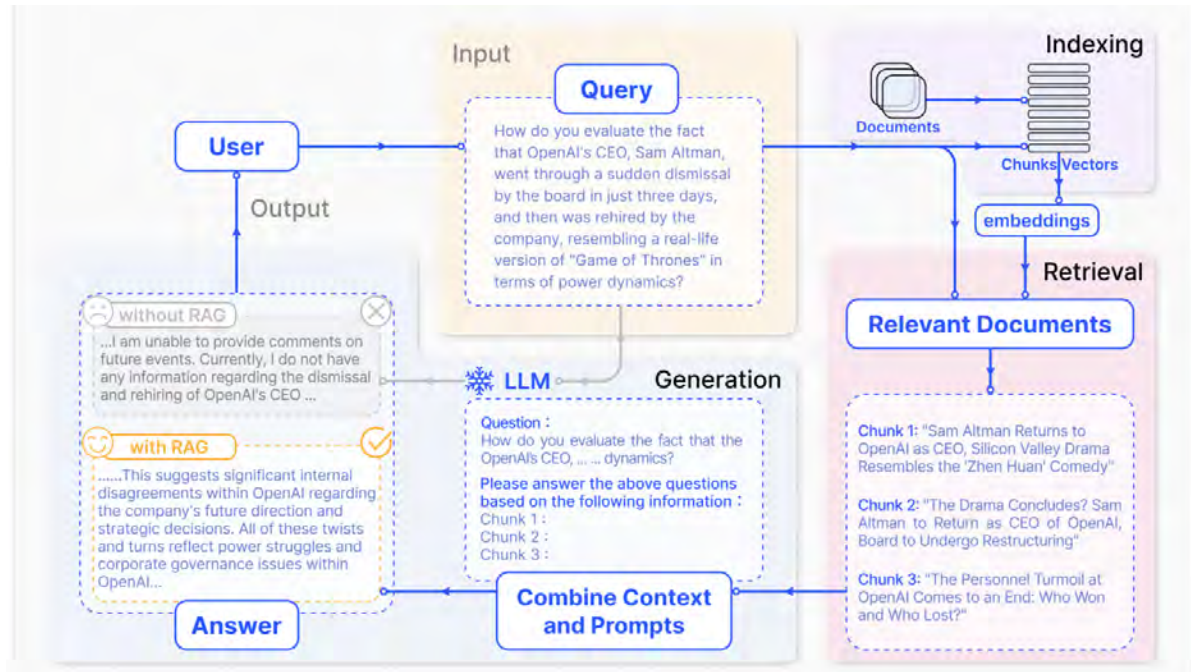 Input
Query
How do you evaluate the fact
that OpenAI's CEO, Sam Altman,
went through a sudden dismissal
by the board in just three days,
and then was rehired by the
company, resembling a real-life
version of "Game of Thrones" in
terms of power dynamics?
Indexing
Documents
Chunks Vectors
embeddings
User
Output
Retrieval
Relevant Documents
Chunk 1: "Sam Altman Returns to
OpenAI as CEO, Silicon Valley Drama
Resembles the 'Zhen Huan' Comedy"
Chunk 2: "The Drama Concludes? Sam
Altman to Return as CEO of OpenAI,
Board to Undergo Restructuring"
Chunk 3: "The Personnel Turmoil at
OpenAI Comes to an End: Who Won
and Who Lost?"
LLM
Generation
Question :
How do you evaluate the fact that the
OpenAI's CEO, ... ... dynamics?
Please answer the above questions
based on the following information :
Chunk 1 :
Chunk 2 :
Chunk 3 :
Combine Context
and Prompts
without RAG
...I am unable to provide comments on
future events. Currently, I do not have
any information regarding the dismissal
and rehiring of OpenAI's CEO ...
with RAG
......This suggests significant internal
disagreements within OpenAI regarding
the company's future direction and
strategic decisions. All of these twists
and turns reflect power struggles and
corporate governance issues within
OpenAI...
Answer